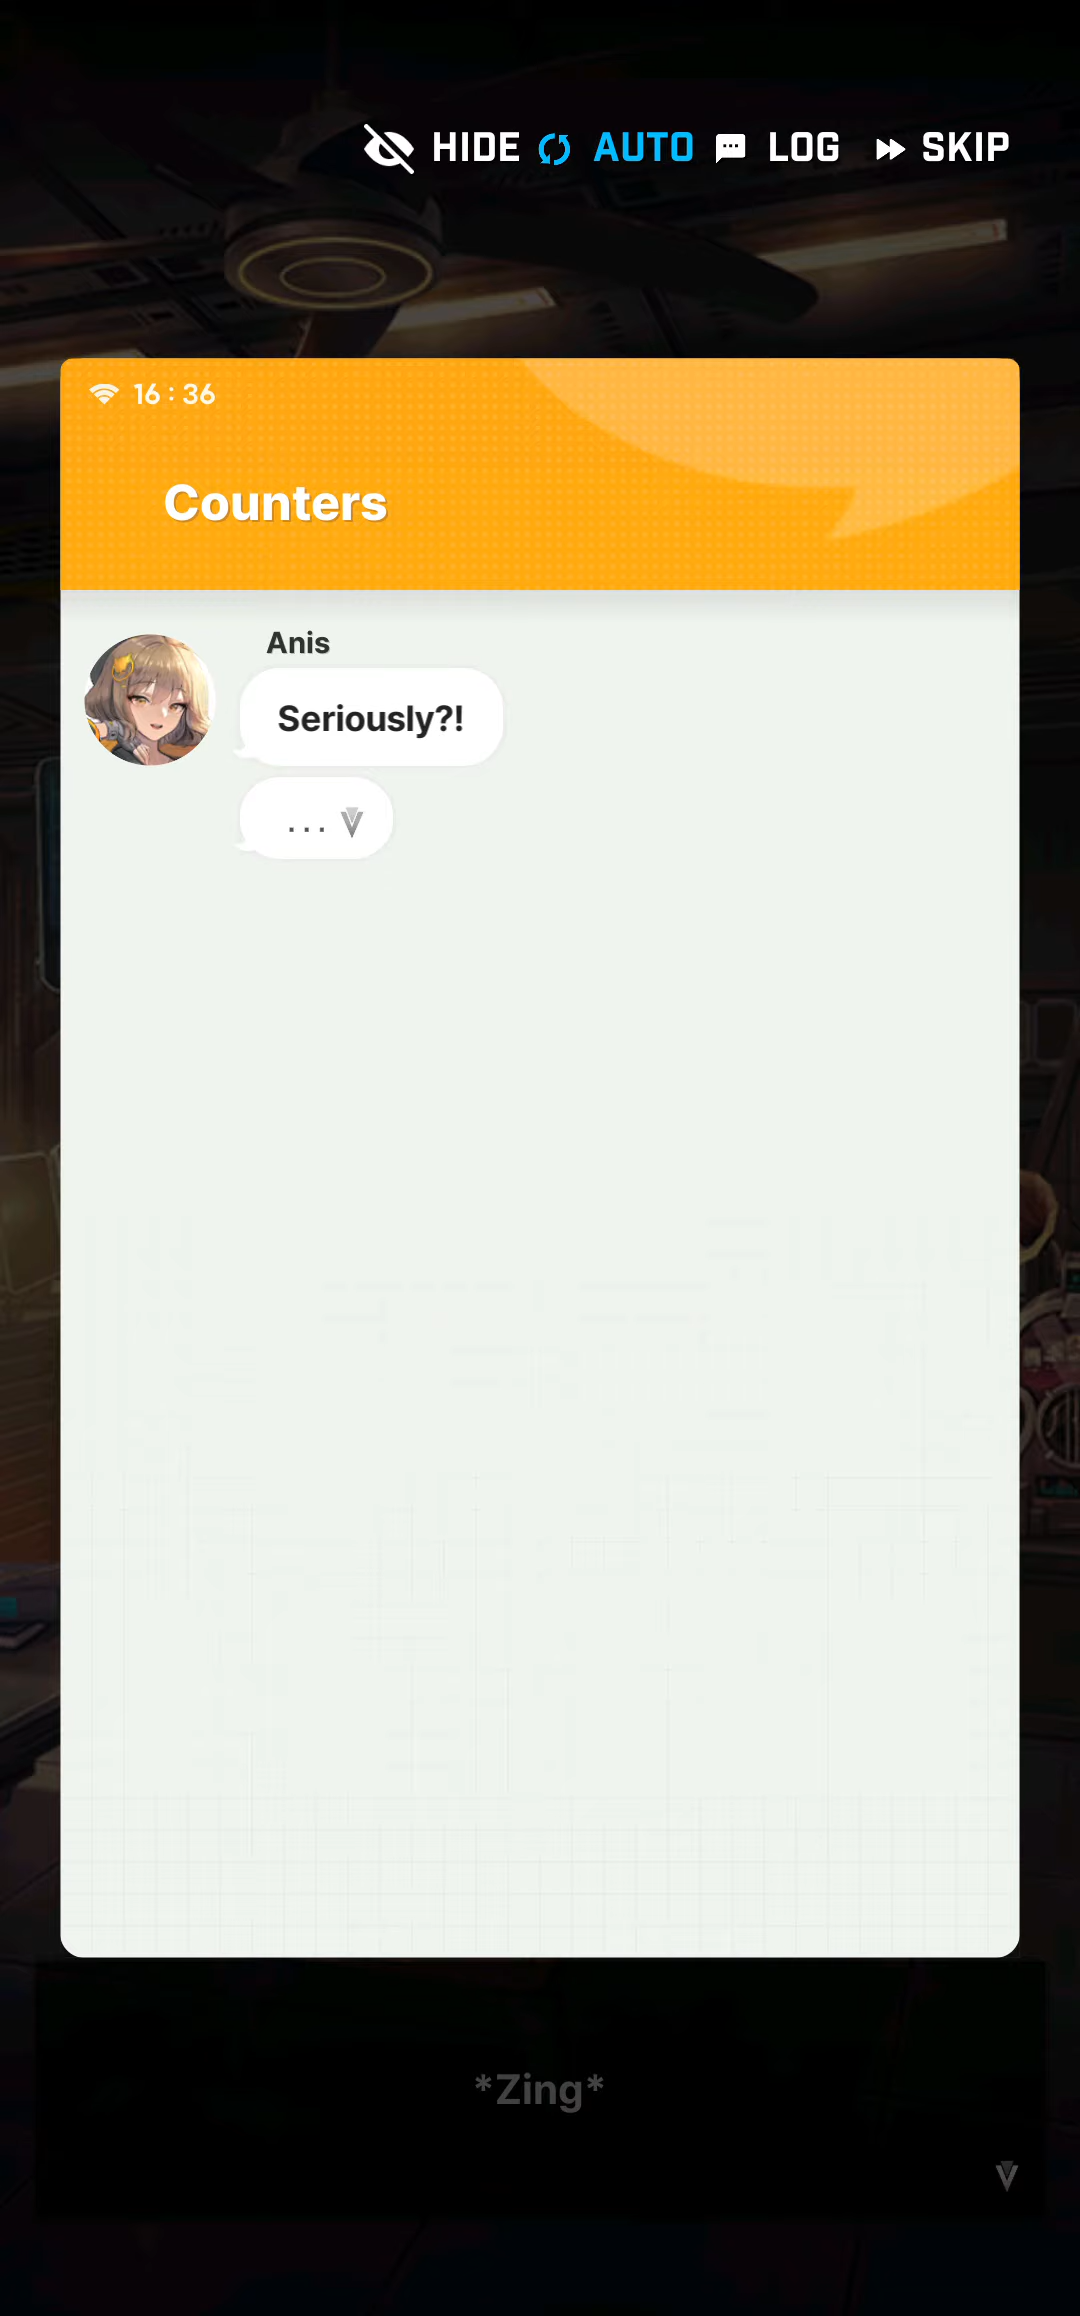 HIDE AUTO LOG SKIP
16 : 36
Counters
Anis
Seriously?!
...
*Zing*